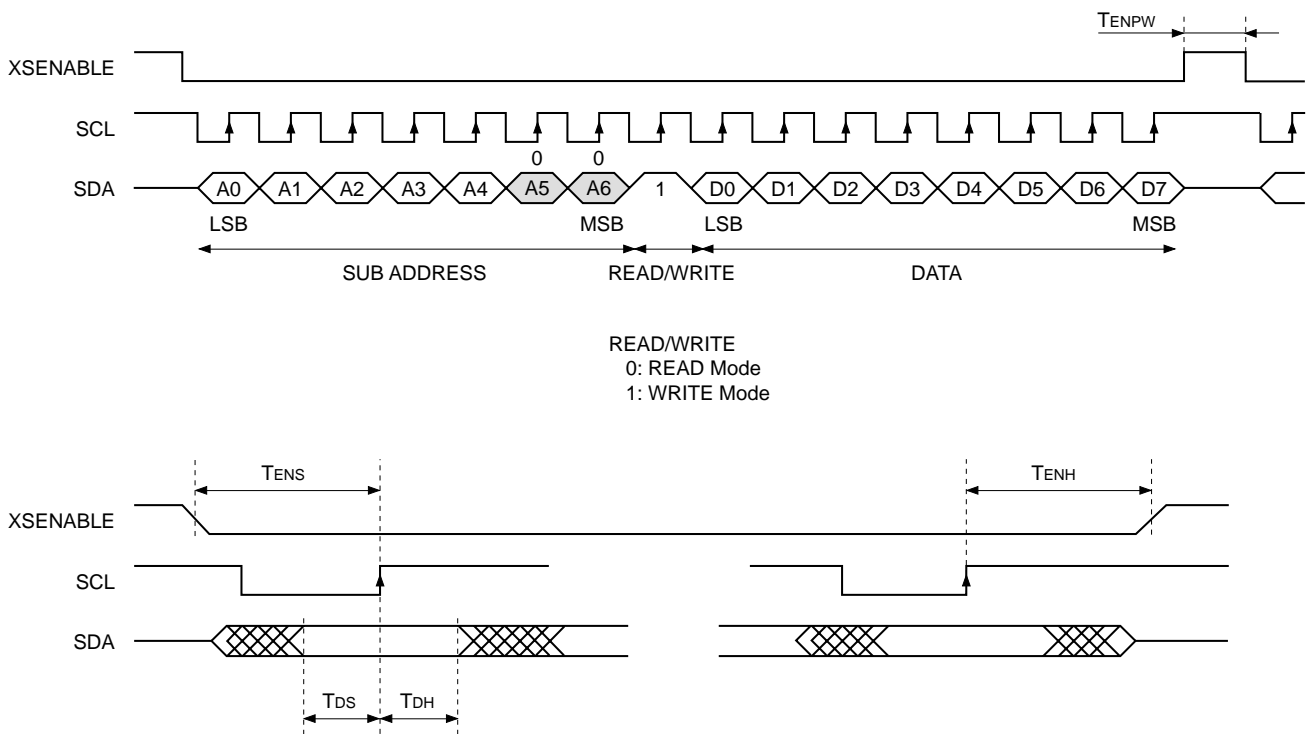 TENPW
XSENABLE
SCL
0 0
SDA A0 A1 A2 A3 A4 A5 A6 1 D0 D1 D2 D3 D4 D5 D6 D7
LSB MSB LSB MSB
SUB ADDRESS READ/WRITE DATA
READ/WRITE
0: READ Mode
1: WRITE Mode
TENS TENH
XSENABLE
SCL
SDA
TDS TDH